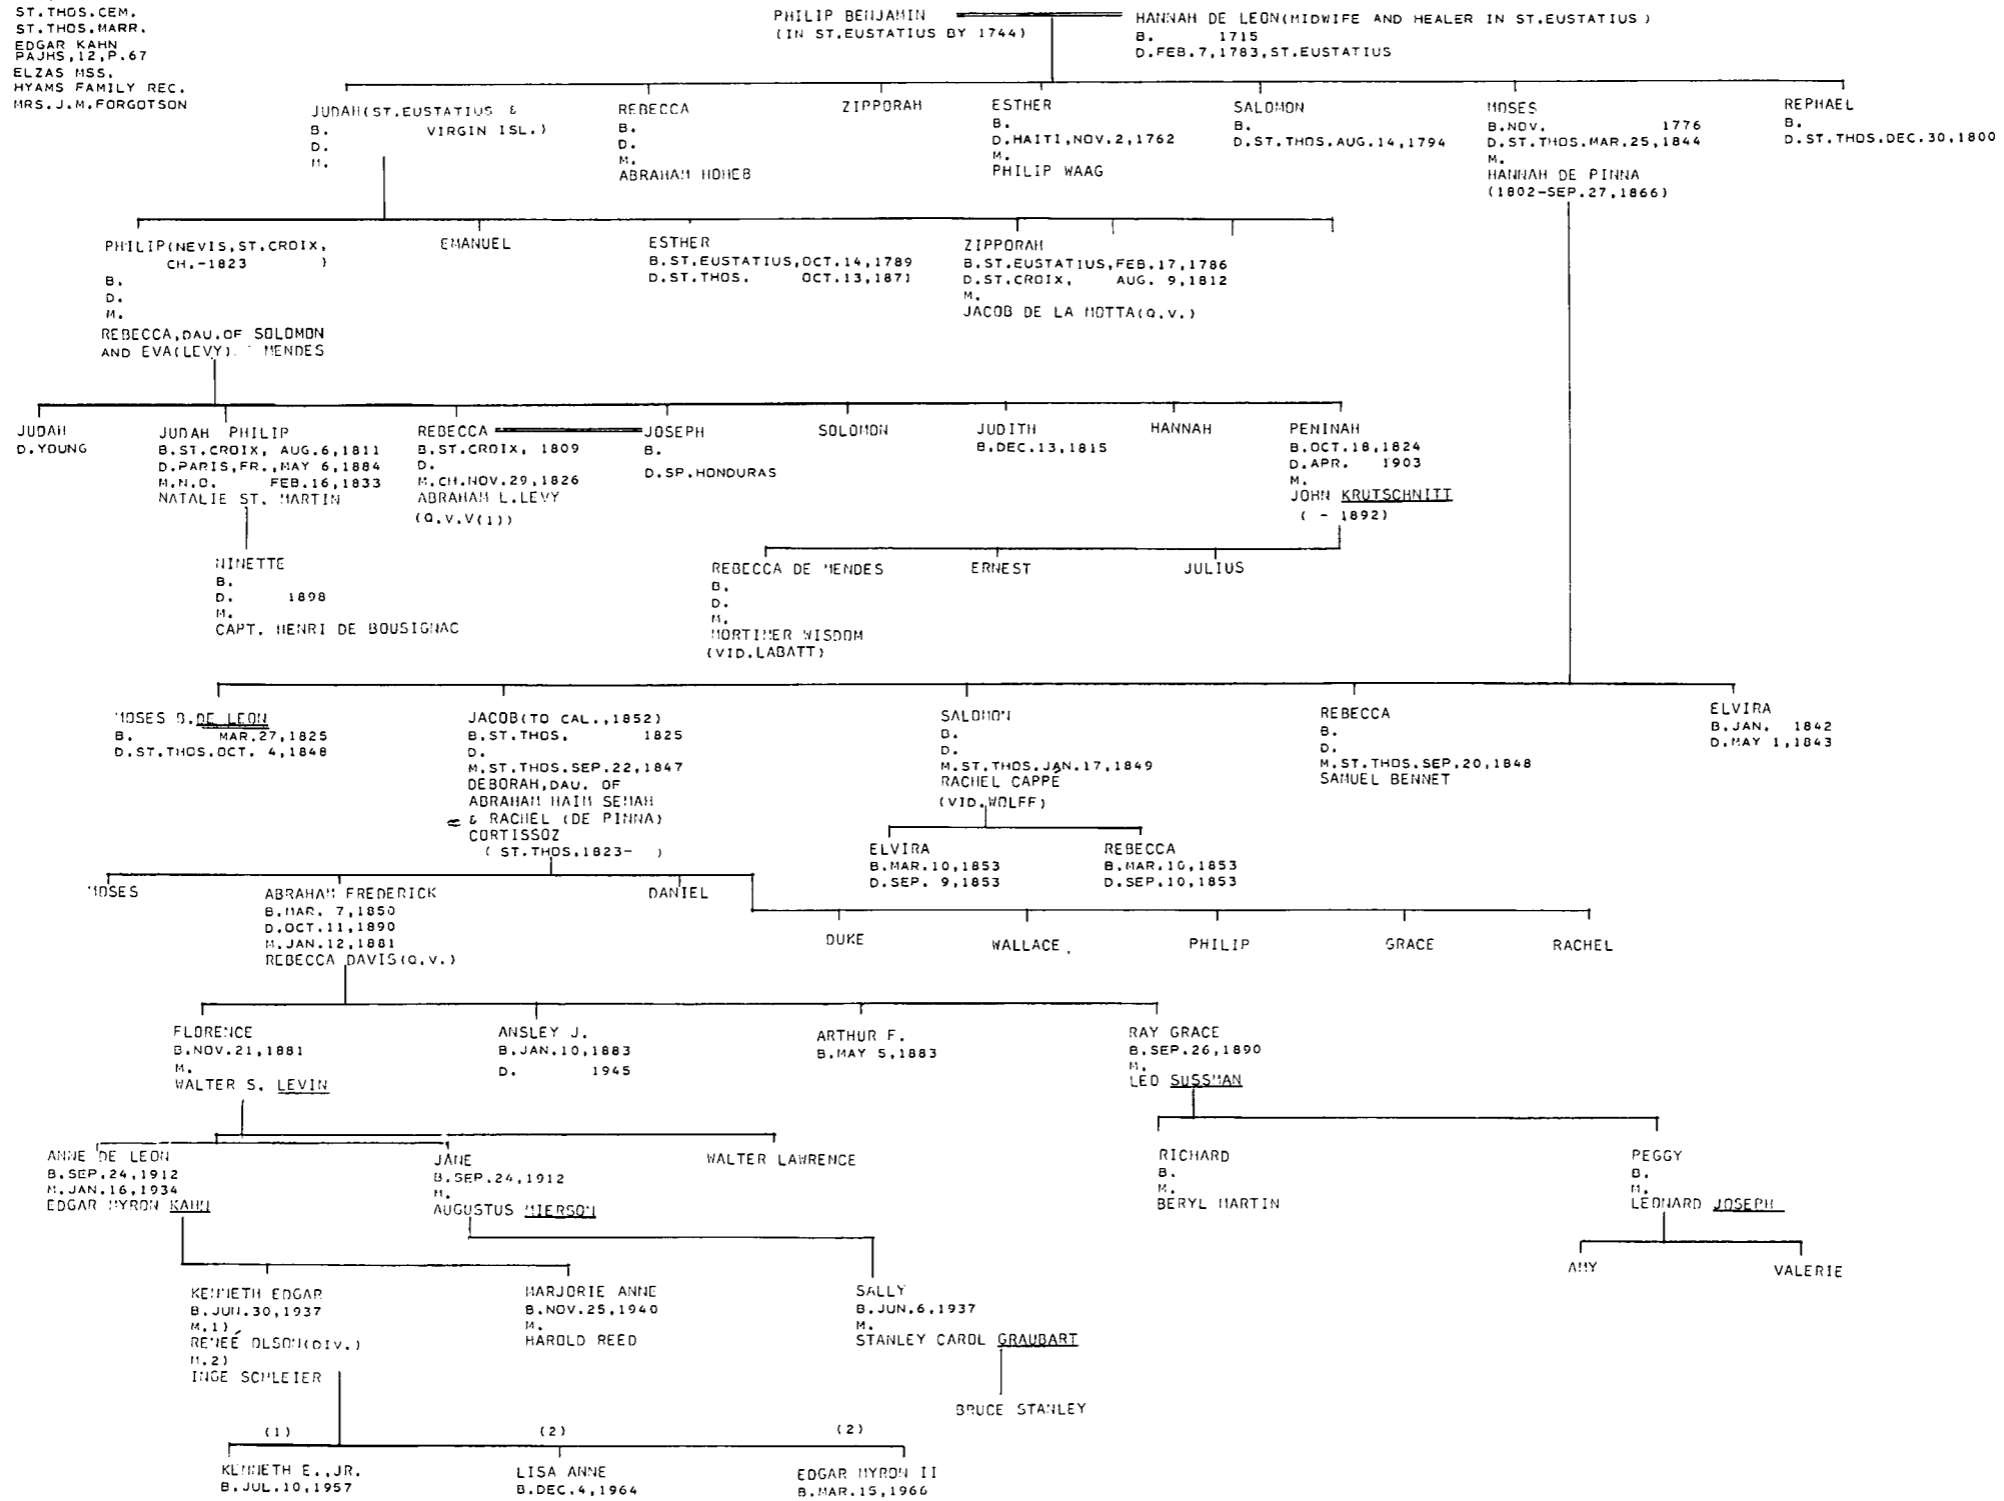 ST.THOS.CEM.
ST.THOS.MARR.
EDGAR KAHN
PAJHS,12,P.67
ELZAS MSS.
HYAMS FAMILY REC.
MRS.J.M.FORGOTSON
PHILIP BENJAMIN
(IN ST.EUSTATIUS BY 1744)
HANNAH DE LEON(MIDWIFE AND HEALER IN ST.EUSTATIUS)
B. 1715
D.FEB.7,1783,ST.EUSTATIUS
JUDAH(ST.EUSTATIUS &
B. VIRGIN ISL.)
D.
M.
REBECCA
B.
D.
M.
ABRAHAM HOHEB
ZIPPORAH
ESTHER
B.
D.HAITI,NOV.2,1762
M.
PHILIP WAAG
SALOMON
B.
D.ST.THOS.AUG.14,1794
MOSES
B.NOV. 1776
D.ST.THOS.MAR.25,1844
M.
HANNAH DE PINNA
(1802-SEP.27,1866)
REPHAEL
B.
D.ST.THOS.DEC.30,1800
PHILIP(NEVIS,ST.CROIX,
CH.-1823 )
B.
D.
M.
REBECCA,DAU.OF SOLOMON
AND EVA(LEVY). MENDES
EMANUEL
ESTHER
B.ST.EUSTATIUS,OCT.14,1789
D.ST.THOS. OCT.13,1871
ZIPPORAH
B.ST.EUSTATIUS,FEB.17,1786
D.ST.CROIX, AUG. 9,1812
M.
JACOB DE LA MOTTA(Q.V.)
JUDAH
D.YOUNG
JUDAH PHILIP
B.ST.CROIX, AUG.6,1811
D.PARIS,FR.,MAY 6,1884
M.N.O. FEB.16,1833
NATALIE ST. MARTIN
REBECCA
B.ST.CROIX, 1809
D.
M.CH.NOV.29,1826
ABRAHAM L.LEVY
(Q.V.V(1))
JOSEPH
B.
D.SP.HONDURAS
SOLOMON
JUDITH
B.DEC.13,1815
HANNAH
PENINAH
B.OCT.18,1824
D.APR. 1903
M.
JOHN KRUTSCHNITT
( - 1892)
NINETTE
B.
D. 1898
M.
CAPT. HENRI DE BOUSIGNAC
REBECCA DE MENDES
B.
D.
M.
MORTIMER WISDOM
(VID.LABATT)
ERNEST
JULIUS
MOSES B.DE LEON
B. MAR.27,1825
D.ST.THOS.OCT. 4,1848
JACOB(TO CAL.,1852)
B.ST.THOS. 1825
D.
M.ST.THOS.SEP.22,1847
DEBORAH,DAU. OF
ABRAHAM HAIM SEMAH
& RACHEL (DE PINNA)
CORTISSOZ
( ST.THOS,1823- )
SALOMON
B.
D.
M.ST.THOS.JAN.17,1849
RACHEL CAPPÉ
(VID.WOLFF)
REBECCA
B.
D.
M.ST.THOS.SEP.20,1848
SAMUEL BENNET
ELVIRA
B.JAN. 1842
D.MAY 1,1843
ELVIRA
B.MAR.10,1853
D.SEP. 9,1853
REBECCA
B.MAR.10,1853
D.SEP.10,1853
MOSES
ABRAHAM FREDERICK
B.MAR. 7,1850
D.OCT.11,1890
M.JAN.12,1881
REBECCA DAVIS(Q.V.)
DANIEL
DUKE
WALLACE.
PHILIP
GRACE
RACHEL
FLORENCE
B.NOV.21,1881
M.
WALTER S. LEVIN
ANSLEY J.
B.JAN.10,1883
D. 1945
ARTHUR F.
B.MAY 5,1883
RAY GRACE
B.SEP.26,1890
M.
LEO SUSSMAN
ANNE DE LEON
B.SEP.24,1912
M.JAN.16,1934
EDGAR MYRON KAHN
JANE
B.SEP.24,1912
M.
AUGUSTUS MIERSON
WALTER LAWRENCE
RICHARD
B.
M.
BERYL MARTIN
PEGGY
B.
M.
LEONARD JOSEPH
AMY
VALERIE
KENNETH EDGAR
B.JUN.30,1937
M.1)
RENEÉ OLSON(DIV.)
M.2)
INGE SCHLEIER
MARJORIE ANNE
B.NOV.25,1940
M.
HAROLD REED
SALLY
B.JUN.6,1937
M.
STANLEY CAROL GRAUBART
BRUCE STANLEY
(1)
(2)
(2)
KENNETH E.,JR.
B.JUL.10,1957
LISA ANNE
B.DEC.4,1964
EDGAR MYRON II
B.MAR.15,1966